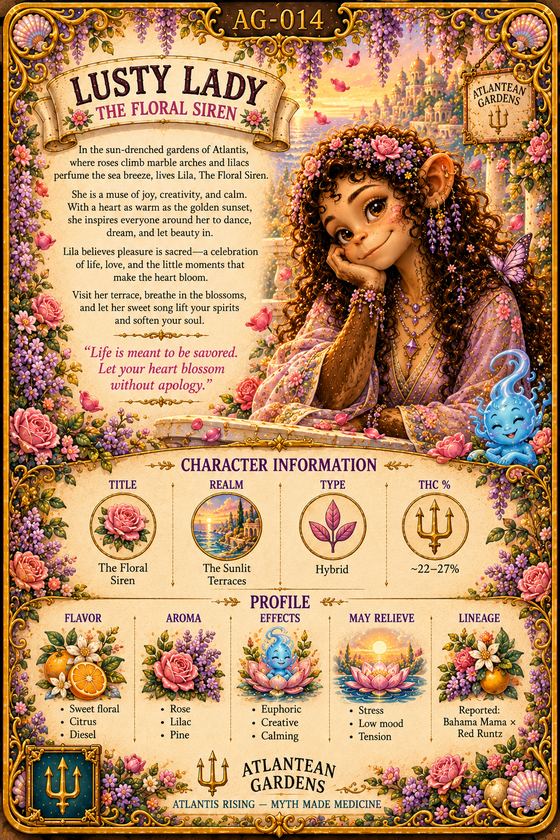 AG-014
LUSTY LADY
THE FLORAL SIREN
ATLANTEAN
GARDENS
In the sun-drenched gardens of Atlantis,
where roses climb marble arches and lilacs
perfume the sea breeze, lives Lila, The Floral Siren.
She is a muse of joy, creativity, and calm.
With a heart as warm as the golden sunset,
she inspires everyone around her to dance,
dream, and let beauty in.
Lila believes pleasure is sacred—a celebration
of life, love, and the little moments that
make the heart bloom.
Visit her terrace, breathe in the blossoms,
and let her sweet song lift your spirits
and soften your soul.
“Life is meant to be savored.
Let your heart blossom
without apology.”
CHARACTER INFORMATION
TITLE
The Floral
Siren
REALM
The Sunlit
Terraces
TYPE
Hybrid
THC %
~22–27%
PROFILE
FLAVOR
• Sweet floral
• Citrus
• Diesel
AROMA
• Rose
• Lilac
• Pine
EFFECTS
• Euphoric
• Creative
• Calming
MAY RELIEVE
• Stress
• Low mood
• Tension
LINEAGE
Reported:
Bahama Mama ×
Red Runtz
ATLANTEAN
GARDENS
ATLANTIS RISING — MYTH MADE MEDICINE